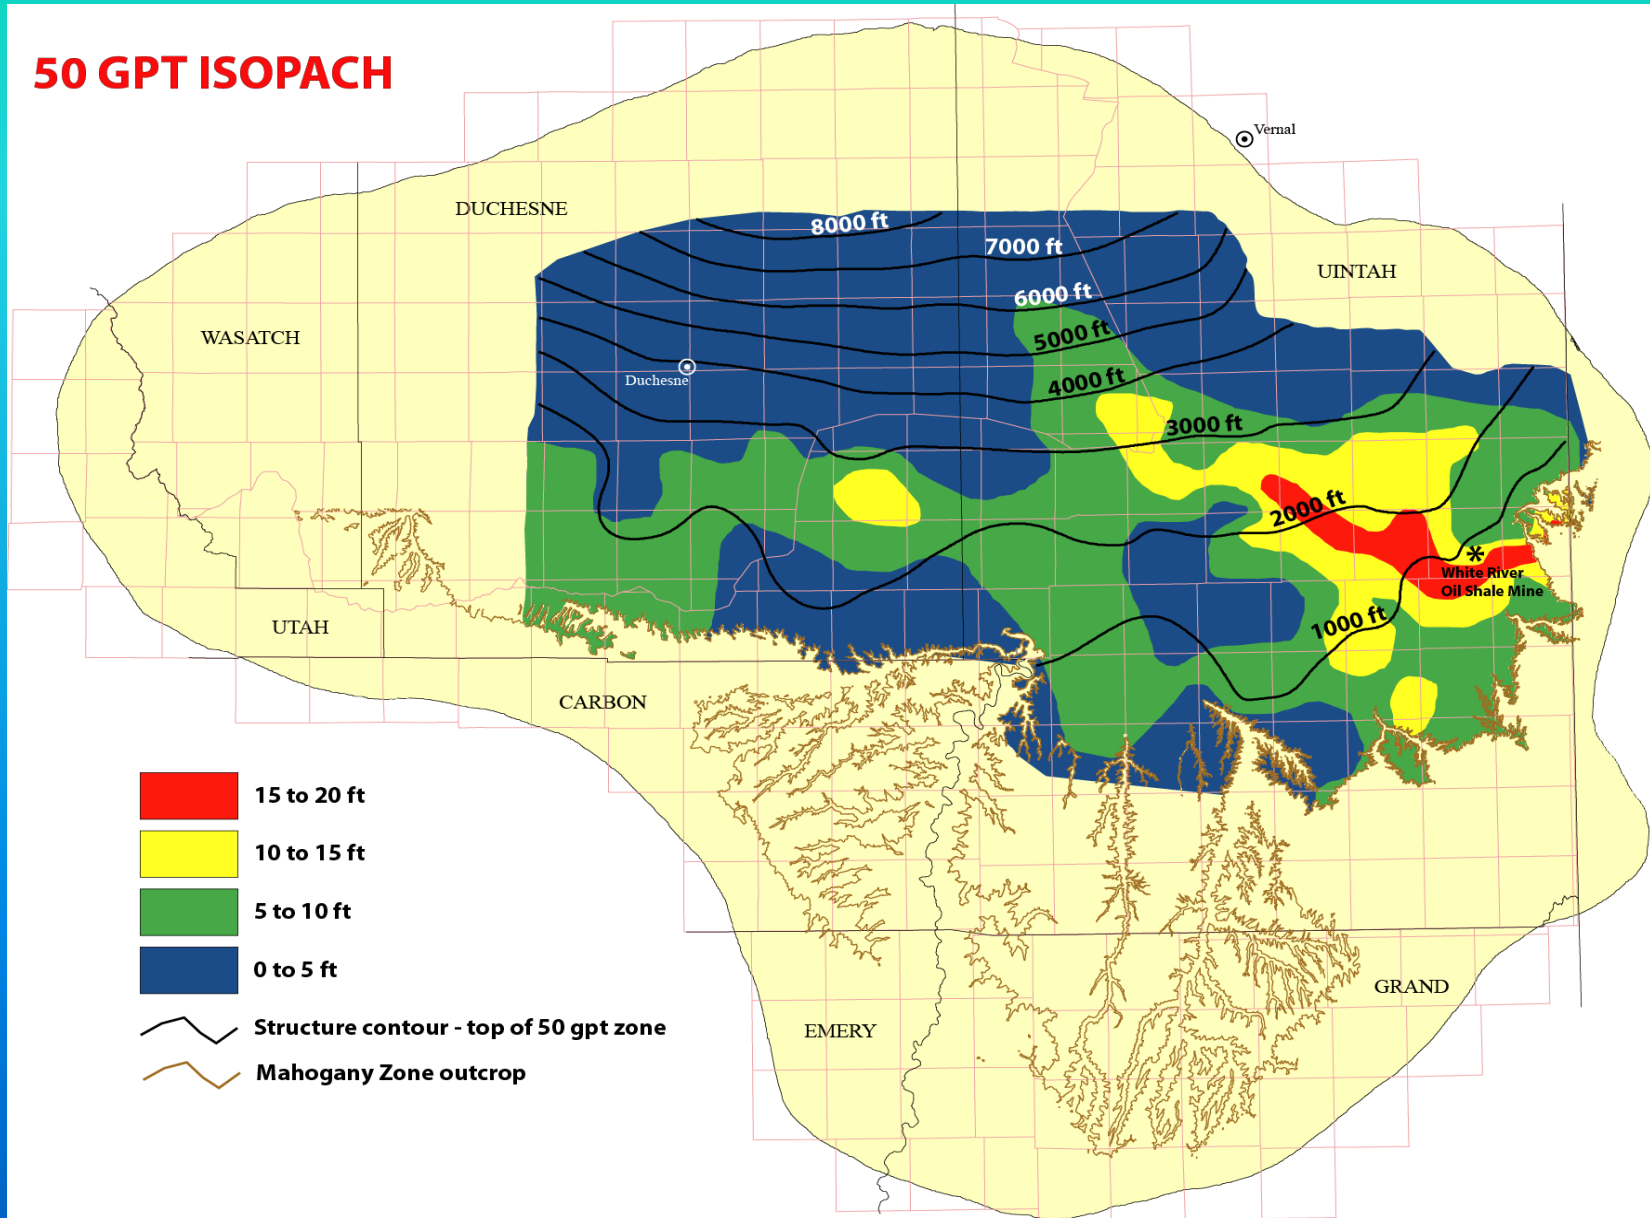 50 GPT ISOPACH
Vernal
DUCHESNE
8000 ft
7000 ft
UINTAH
6000 ft
WASATCH
5000 ft
Duchesne
4000 ft
3000 ft
2000 ft
White River
Oil Shale Mine
1000 ft
UTAH
CARBON
15 to 20 ft
10 to 15 ft
5 to 10 ft
0 to 5 ft
GRAND
Structure contour - top of 50 gpt zone
EMERY
Mahogany Zone outcrop